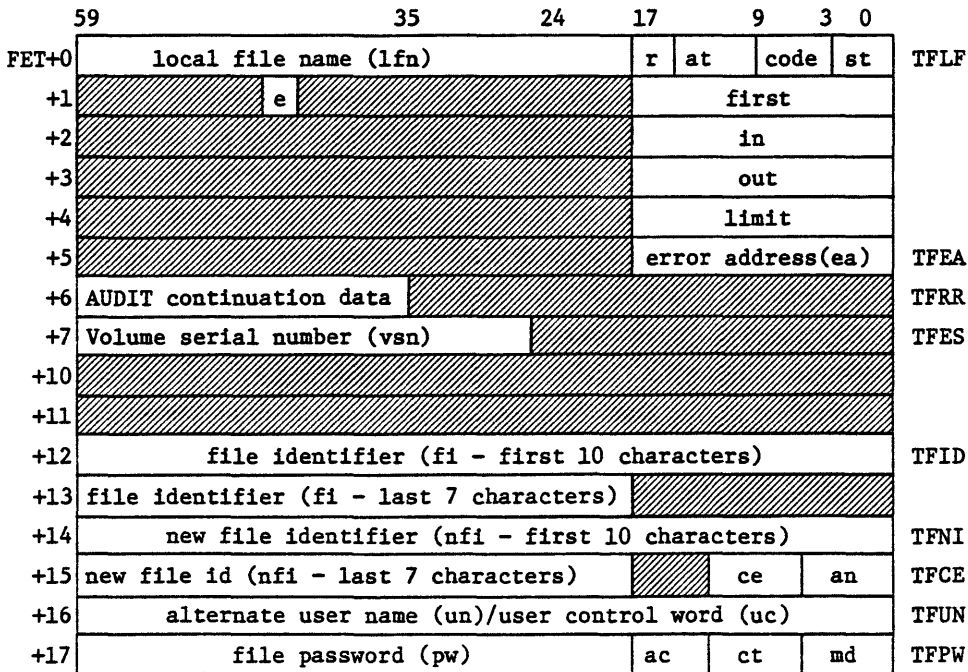 59 35 24 17 9 3 0
FET+0 local file name (lfn) r at code st TFLF
+1 e first
+2 in
+3 out
+4 limit
+5 error address(ea) TFEA
+6 AUDIT continuation data TFRR
+7 Volume serial number (vsn) TFES
+10
+11
+12 file identifier (fi - first 10 characters) TFID
+13 file identifier (fi - last 7 characters)
+14 new file identifier (nfi - first 10 characters) TFNI
+15 new file id (nfi - last 7 characters) ce an TFCE
+16 alternate user name (un)/user control word (uc) TFUN
+17 file password (pw) ac ct md TFPW